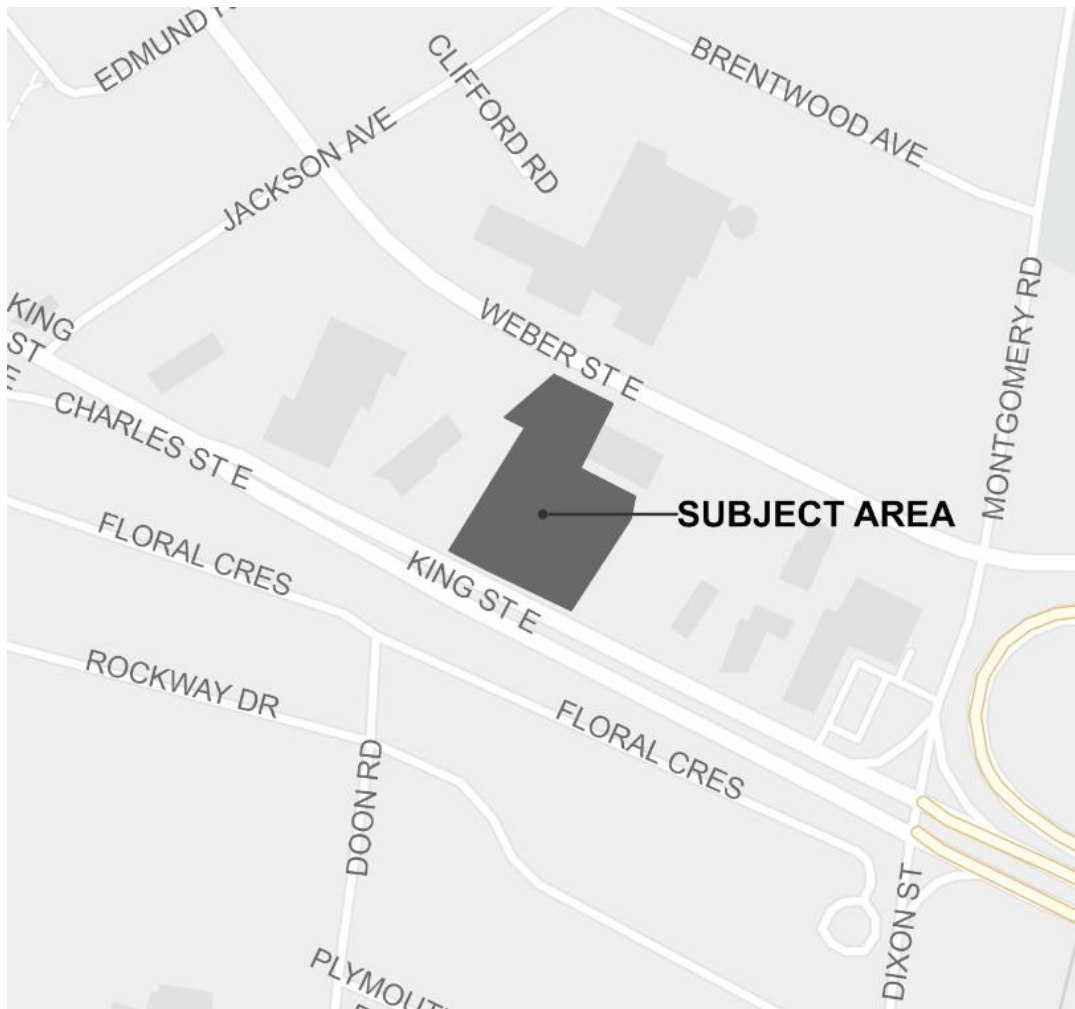 EDMUND R
CLIFFORD RD
BRENTWOOD AVE
JACKSON AVE
KING
ST
E
WEBER ST E
MONTGOMERY RD
CHARLES ST E
SUBJECT AREA
FLORAL CRES
KING ST E
ROCKWAY DR
FLORAL CRES
DOON RD
DIXON ST
PLYMOUT